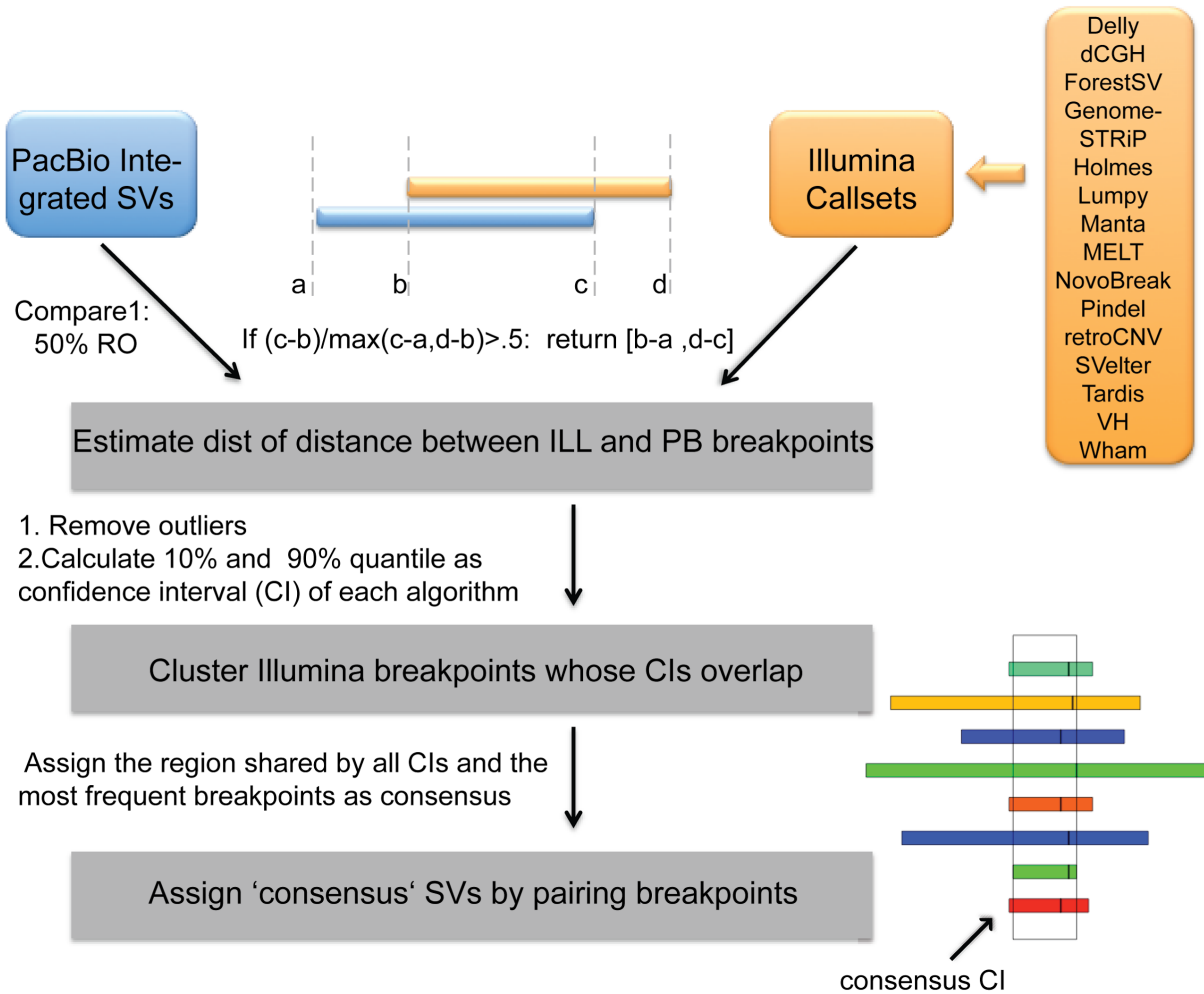 PacBio Inte-
grated SVs
a
b
c
d
Illumina
Callsets
Delly
dCGH
ForestSV
Genome-
STRiP
Holmes
Lumpy
Manta
MELT
NovoBreak
Pindel
retroCNV
SVelter
Tardis
VH
Wham
Compare1:
50% RO
If (c-b)/max(c-a,d-b)>.5: return [b-a ,d-c]
Estimate dist of distance between ILL and PB breakpoints
1. Remove outliers
2.Calculate 10% and 90% quantile as
confidence interval (CI) of each algorithm
Cluster Illumina breakpoints whose CIs overlap
Assign the region shared by all CIs and the
most frequent breakpoints as consensus
Assign ‘consensus‘ SVs by pairing breakpoints
consensus CI